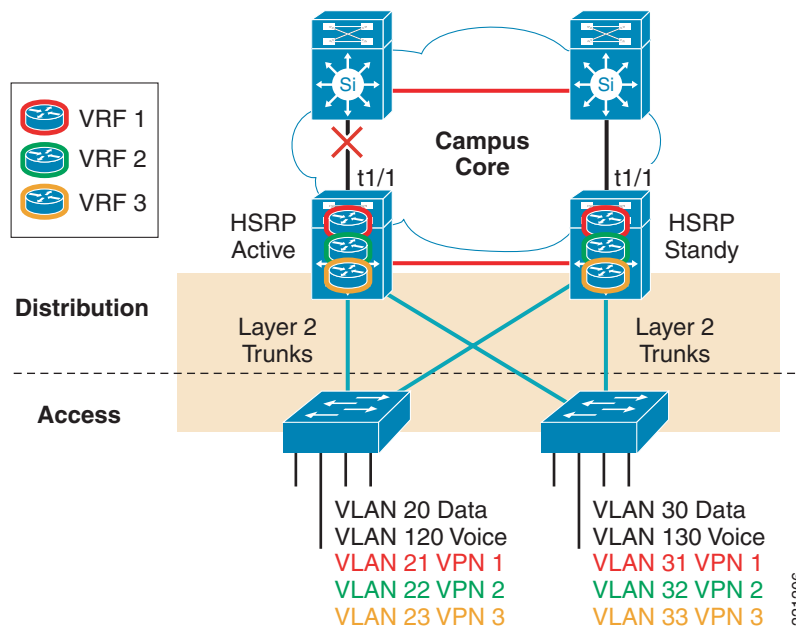 Si
Si
VRF 1
VRF 2
VRF 3
Campus
Core
t1/1
t1/1
HSRP
Active
HSRP
Standy
Distribution
Layer 2
Trunks
Layer 2
Trunks
Access
VLAN 20 Data
VLAN 120 Voice
VLAN 21 VPN 1
VLAN 22 VPN 2
VLAN 23 VPN 3
VLAN 30 Data
VLAN 130 Voice
VLAN 31 VPN 1
VLAN 32 VPN 2
VLAN 33 VPN 3